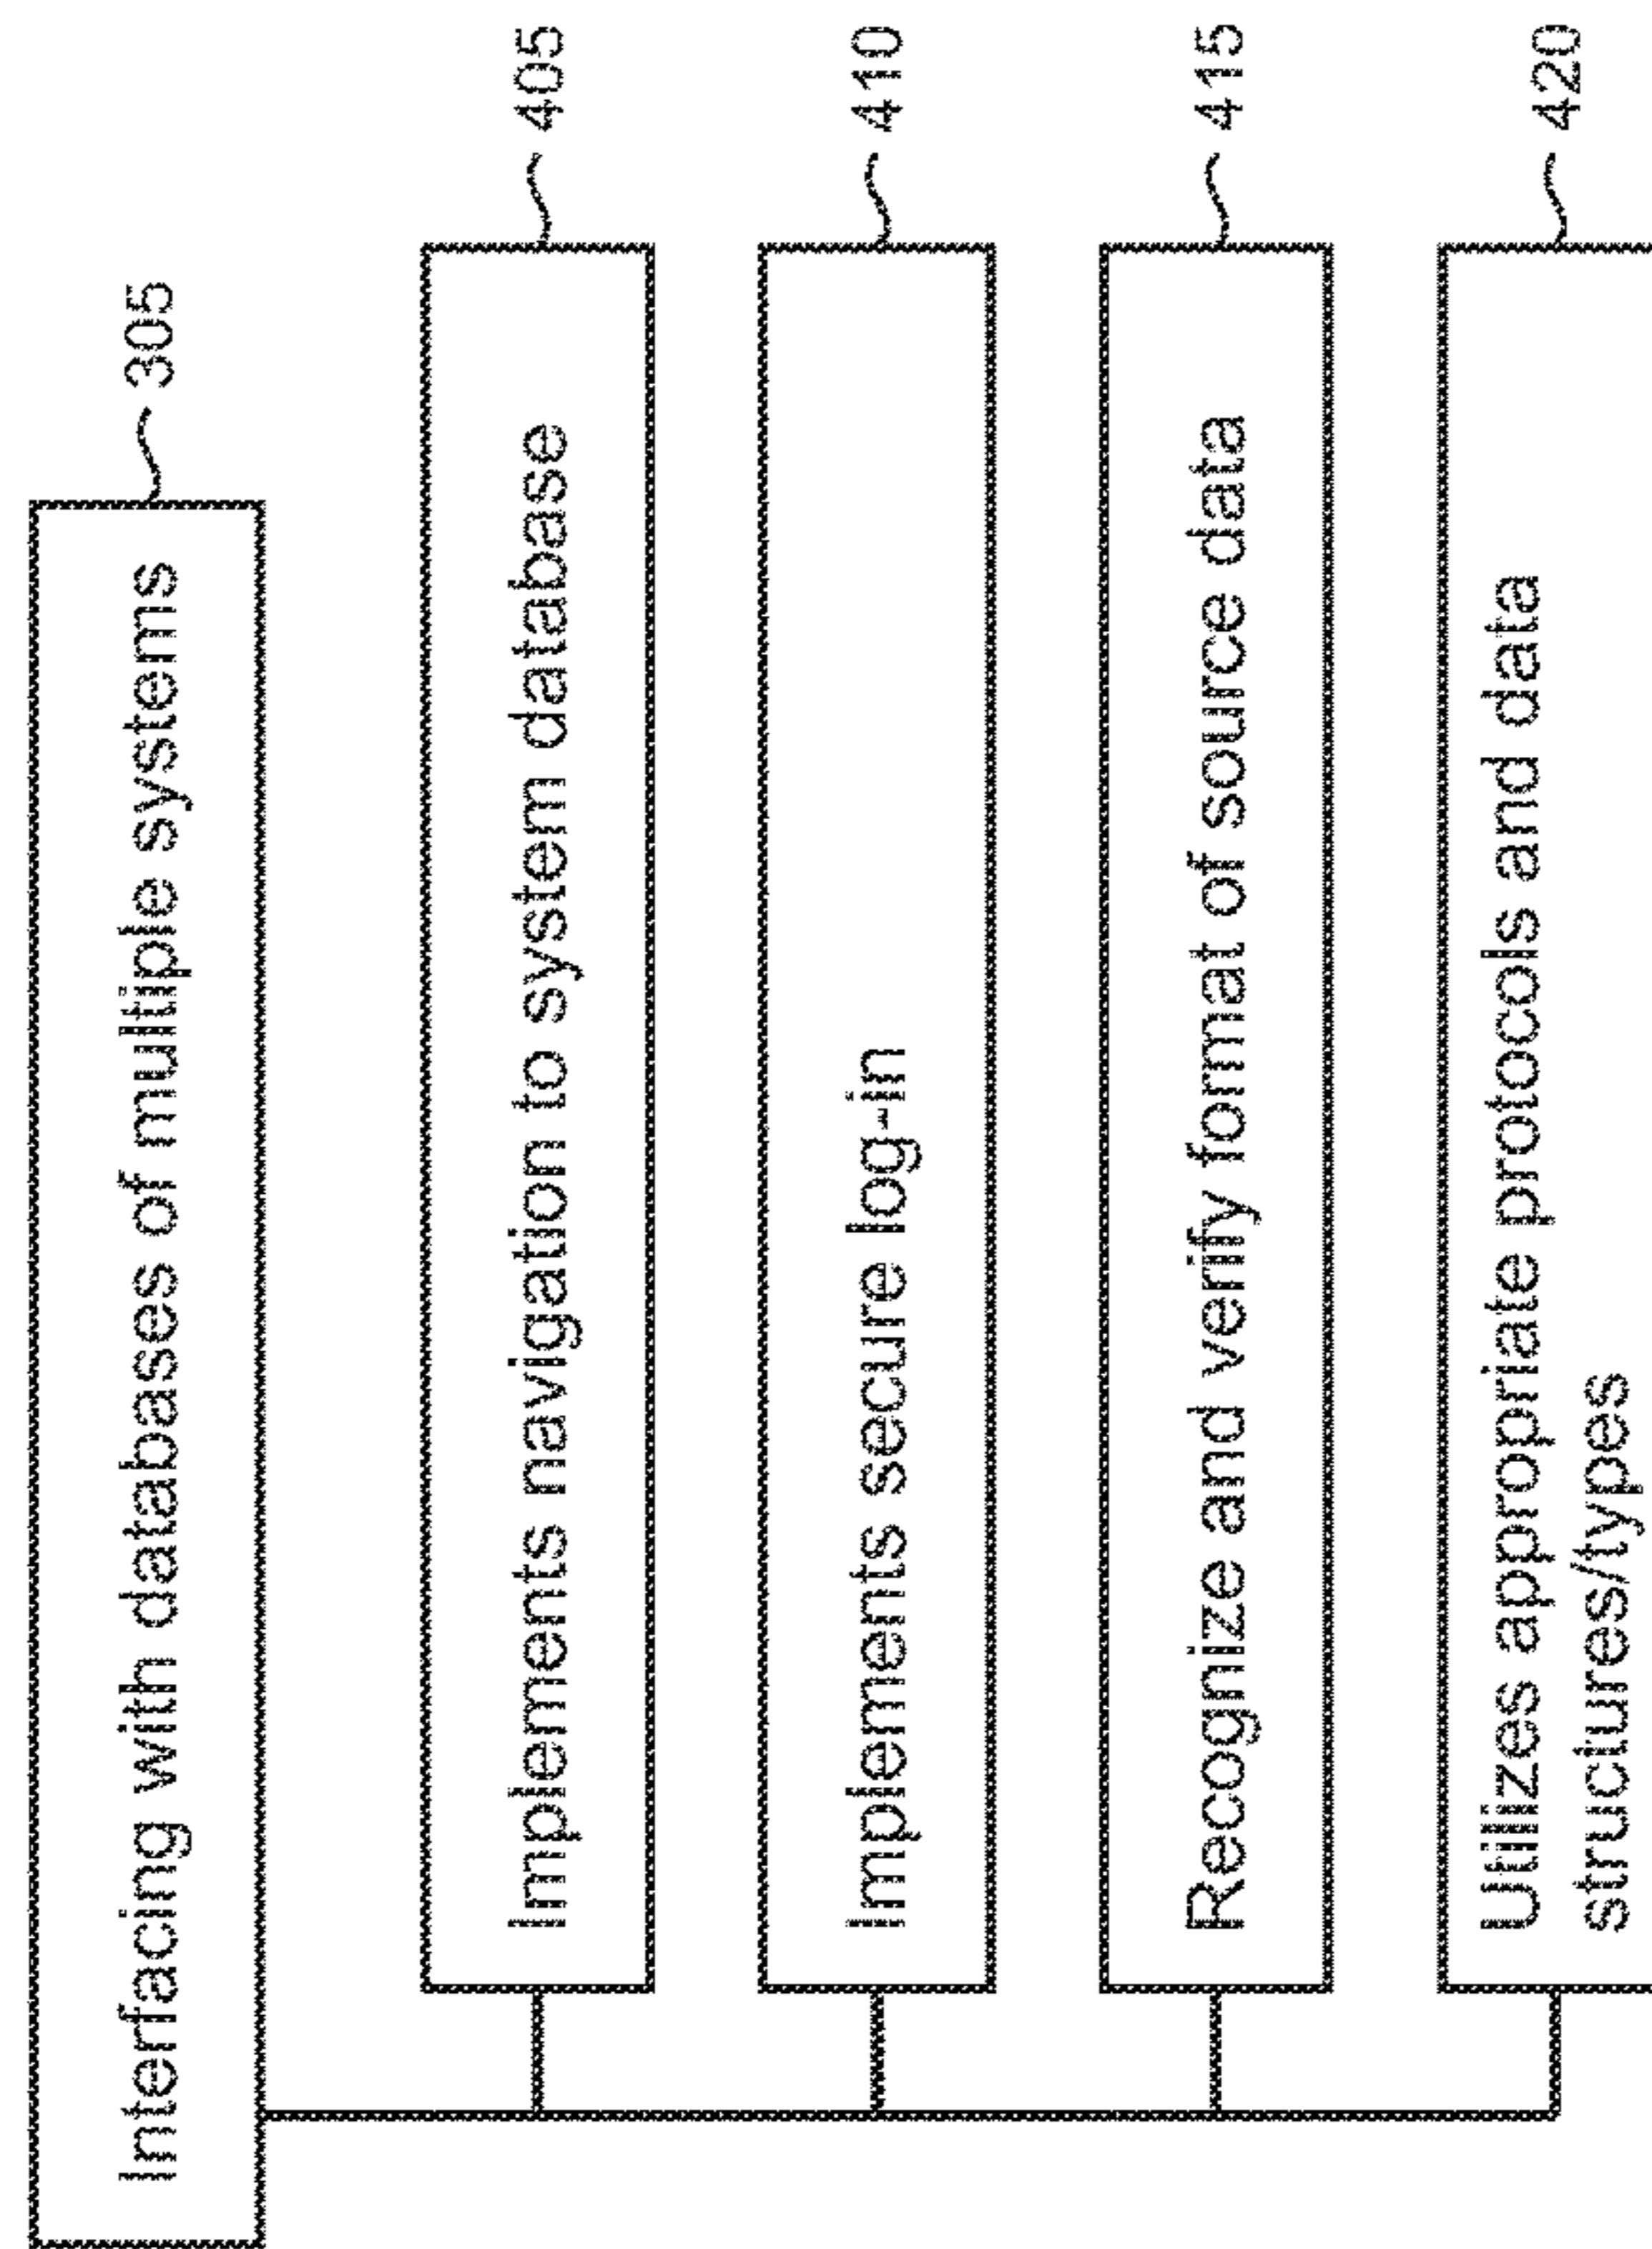 Interfacing with databases of multiple systems
305
Implements navigation to system database
405
Implements secure log-in
410
Recognize and verify format of source data
415
Utilizes appropriate protocols and data
structures/types
420